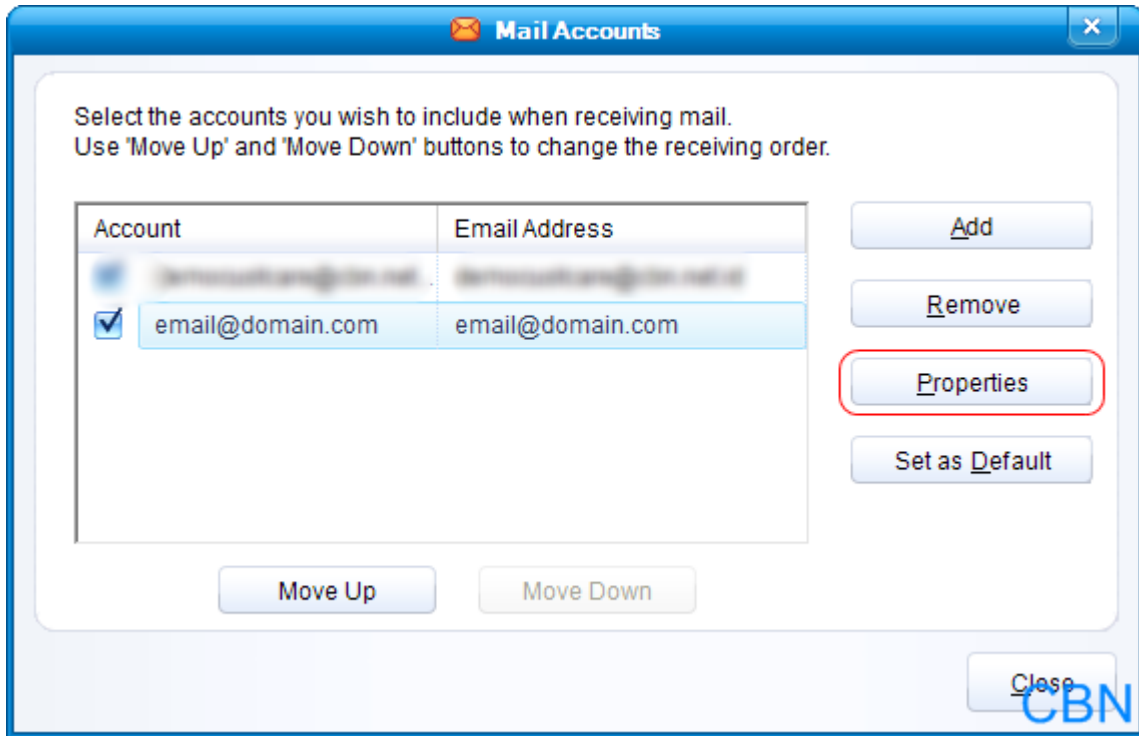 Mail Accounts
Select the accounts you wish to include when receiving mail.
Use 'Move Up' and 'Move Down' buttons to change the receiving order.
Account Email Address
email@domain.com email@domain.com
Add
Remove
Properties
Set as Default
Move Up Move Down
Close
CBN